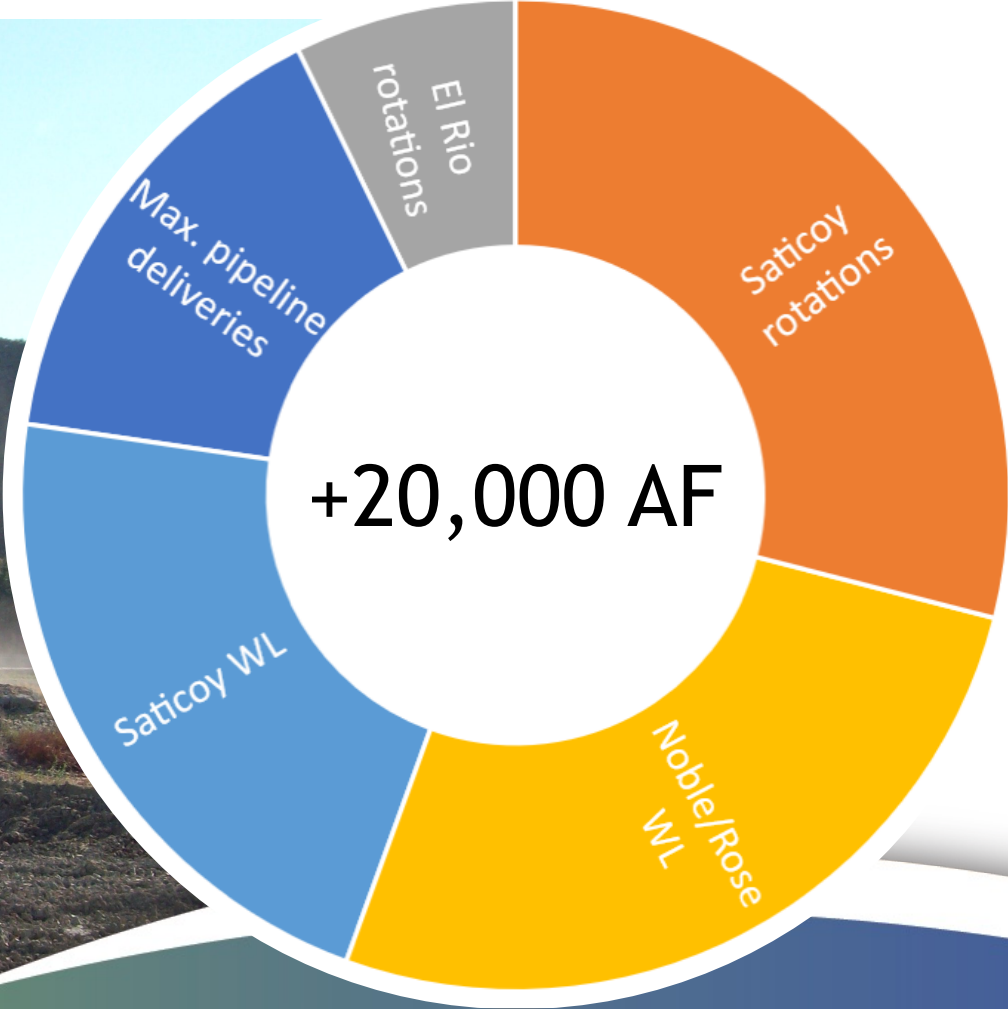 El Rio
rotations
Saticoy
rotations
Max. pipeline
deliveries
+20,000 AF
Saticoy WL
Noble/Rose
WL